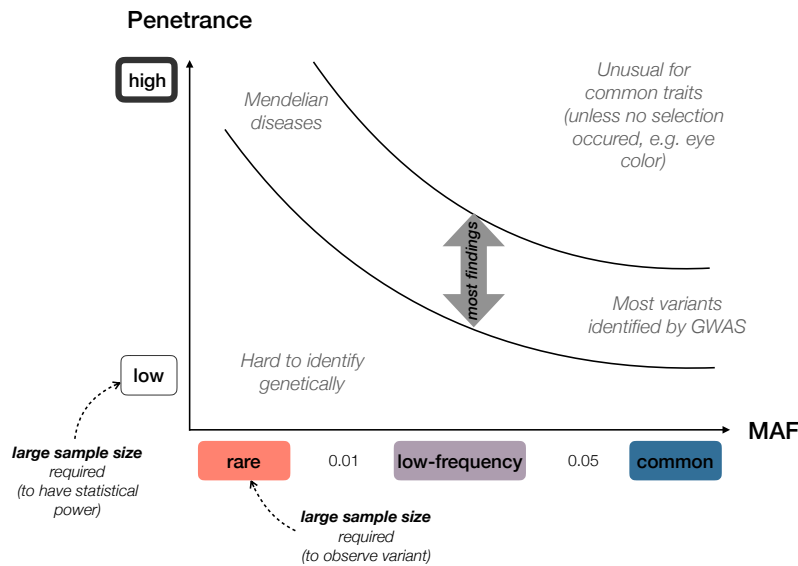 Penetrance
high
Mendelian
diseases
Unusual for
common traits
(unless no selection
occured, e.g. eye
color)
most findings
Most variants
identified by GWAS
Hard to identify
genetically
low
MAF
rare
0.01
low-frequency
0.05
common
large sample size
required
(to have statistical
power)
large sample size
required
(to observe variant)